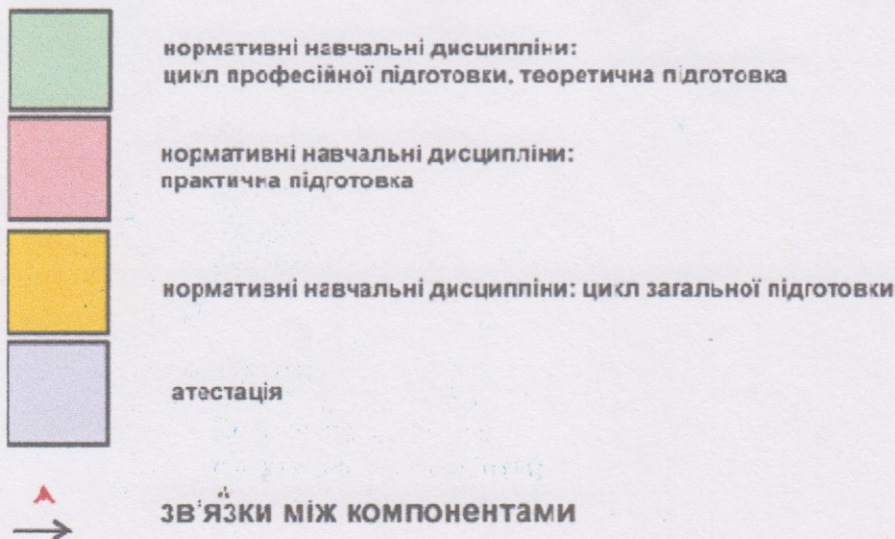 нормативні навчальні дисципліни:
цикл професійної підготовки, теоретична підготовка
нормативні навчальні дисципліни:
практична підготовка
нормативні навчальні дисципліни: цикл загальної підготовки
атестація
зв'язки між компонентами